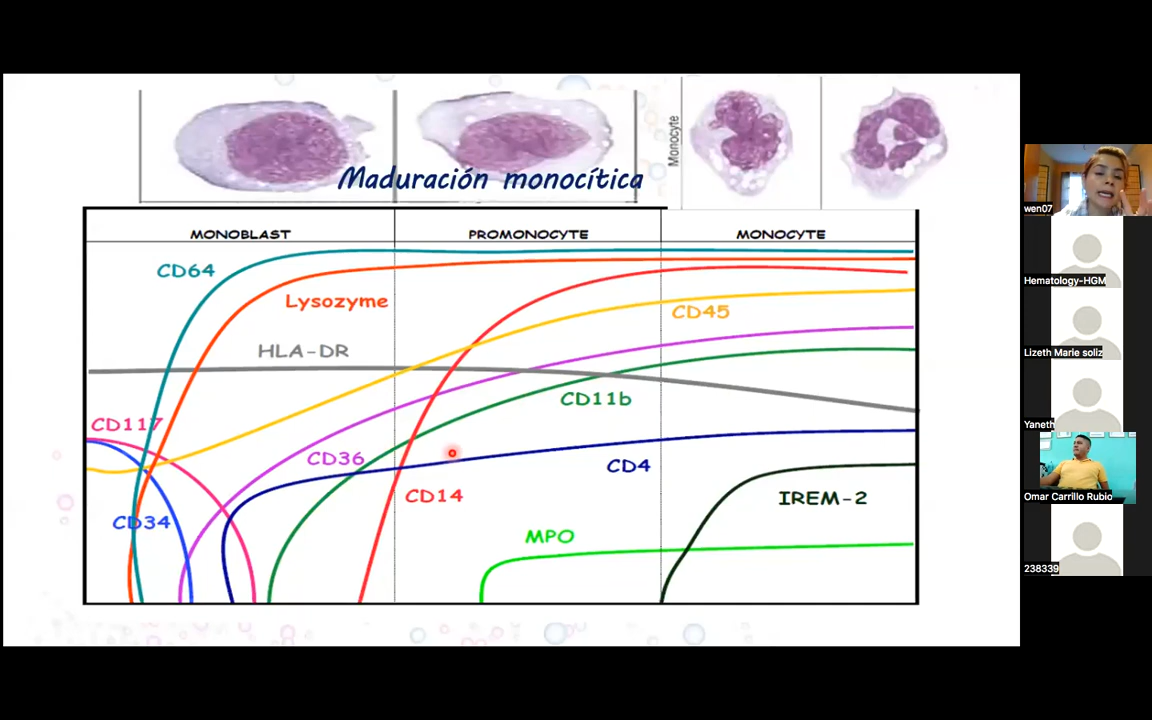 Monocyte
Maduración monocítica
MONOBLAST
PROMONOCYTE
MONOCYTE
CD64
Lysozyme
CD45
HLA-DR
CD11b
CD117
CD36
CD4
CD14
IREM-2
CD34
MPO
wen07
Hematology-HGM
Lizeth Marie soliz
Yaneth
Omar Carrillo Rubio
238339